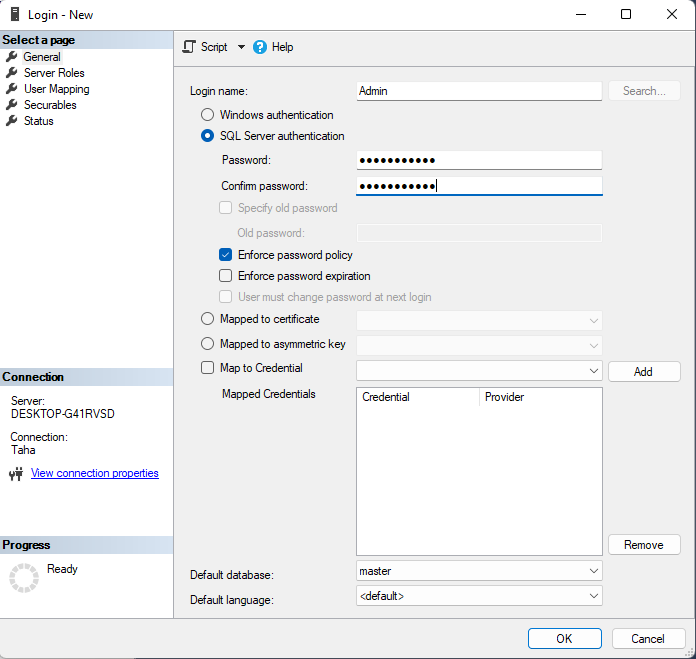 Login - New
Select a page
General
Server Roles
User Mapping
Securables
Status
Connection
Server:
DESKTOP-G41RVSD
Connection:
Taha
View connection properties
Progress
Ready
Script
Help
Login name: Admin Search...
Windows authentication
SQL Server authentication
Password: ●●●●●●●●●●●
Confirm password: ●●●●●●●●●●●
Specify old password
Old password:
Enforce password policy
Enforce password expiration
User must change password at next login
Mapped to certificate
Mapped to asymmetric key
Map to Credential Add
Mapped Credentials Credential Provider
Remove
Default database: master
Default language: <default>
OK Cancel